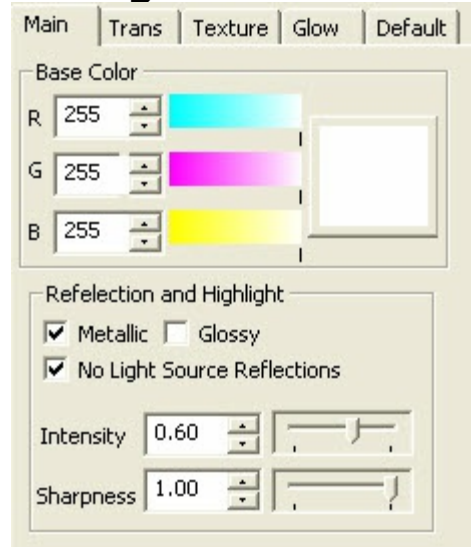 Main Trans Texture Glow Default
Base Color
R 255
G 255
B 255
Refelection and Highlight
Metallic Glossy
No Light Source Reflections
Intensity 0.60
Sharpness 1.00